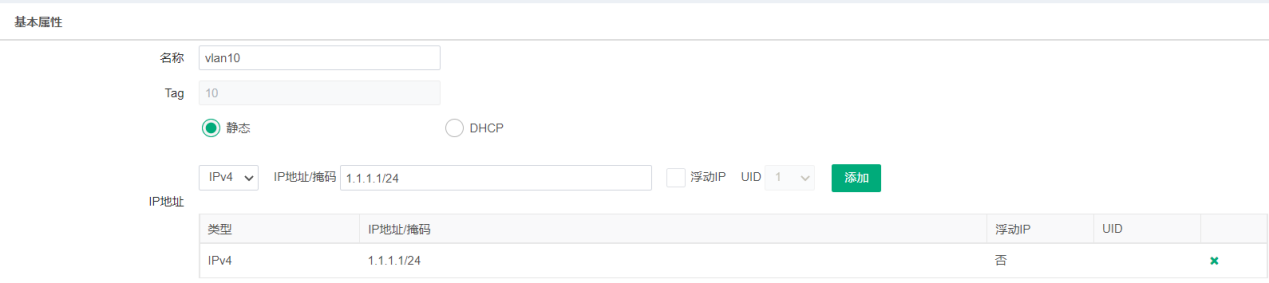 基本属性
名称 vlan10
Tag 10
静态 DHCP
IPv4 IP地址/掩码 1.1.1.1/24 浮动IP UID 1 添加
IP地址
类型 IP地址/掩码 浮动IP UID
IPv4 1.1.1.1/24 否